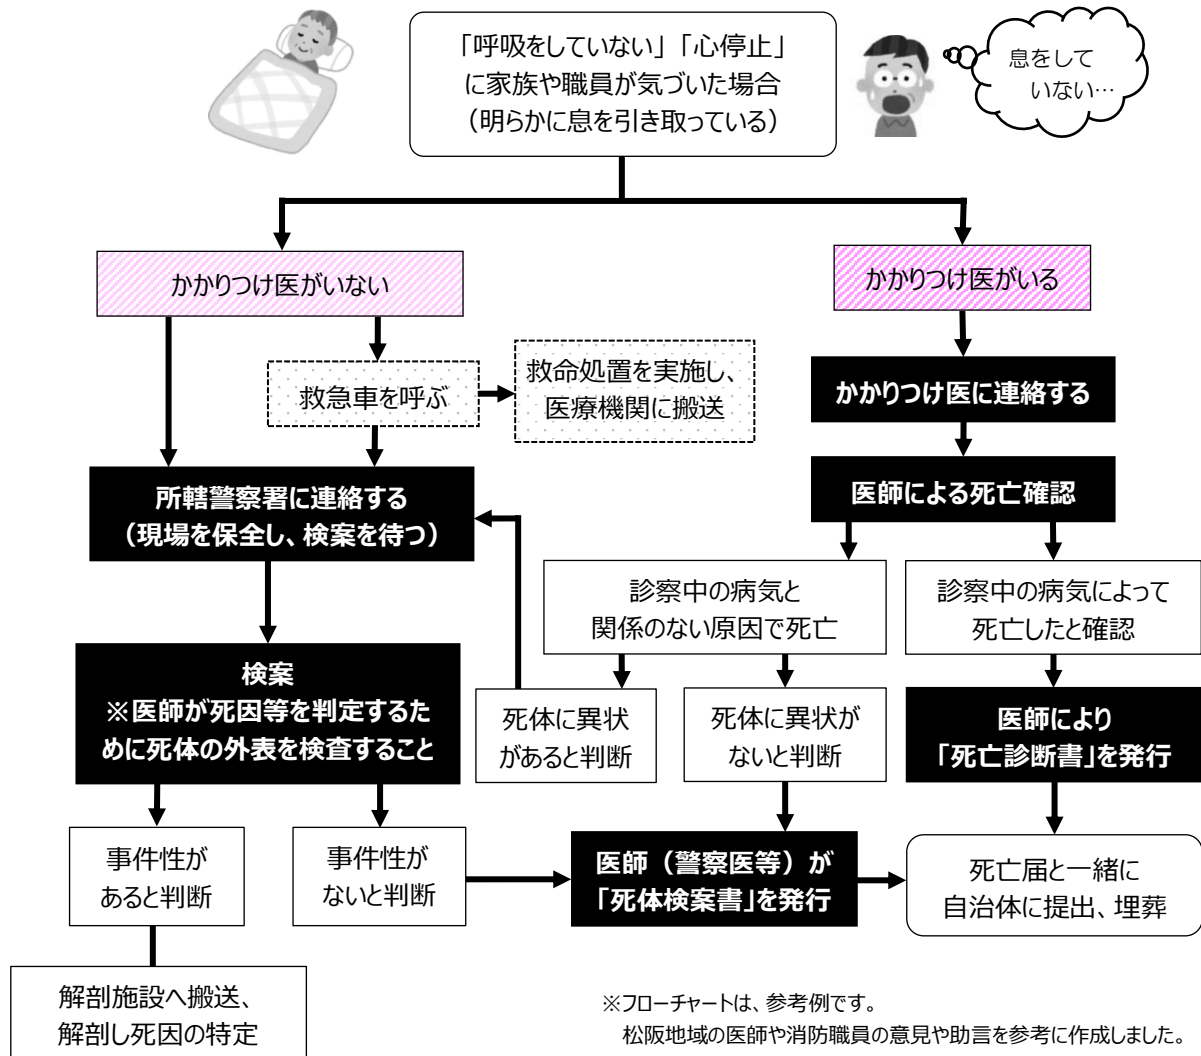 「呼吸をしていない」「心停止」
に家族や職員が気づいた場合
（明らかに息を引き取っている）
息をして
いない…
かかりつけ医がいない
かかりつけ医がいる
救急車を呼ぶ
救命処置を実施し、
医療機関に搬送
かかりつけ医に連絡する
所轄警察署に連絡する
（現場を保全し、検案を待つ）
医師による死亡確認
診察中の病気と
関係のない原因で死亡
診察中の病気によって
死亡したと確認
検案
※医師が死因等を判定するた
めに死体の外表を検査すること
死体に異状
があると判断
死体に異状が
ないと判断
医師により
「死亡診断書」を発行
事件性が
あると判断
事件性が
ないと判断
医師（警察医等）が
「死体検案書」を発行
死亡届と一緒に
自治体に提出、埋葬
解剖施設へ搬送、
解剖し死因の特定
※フローチャートは、参考例です。
松阪地域の医師や消防職員の意見や助言を参考に作成しました。